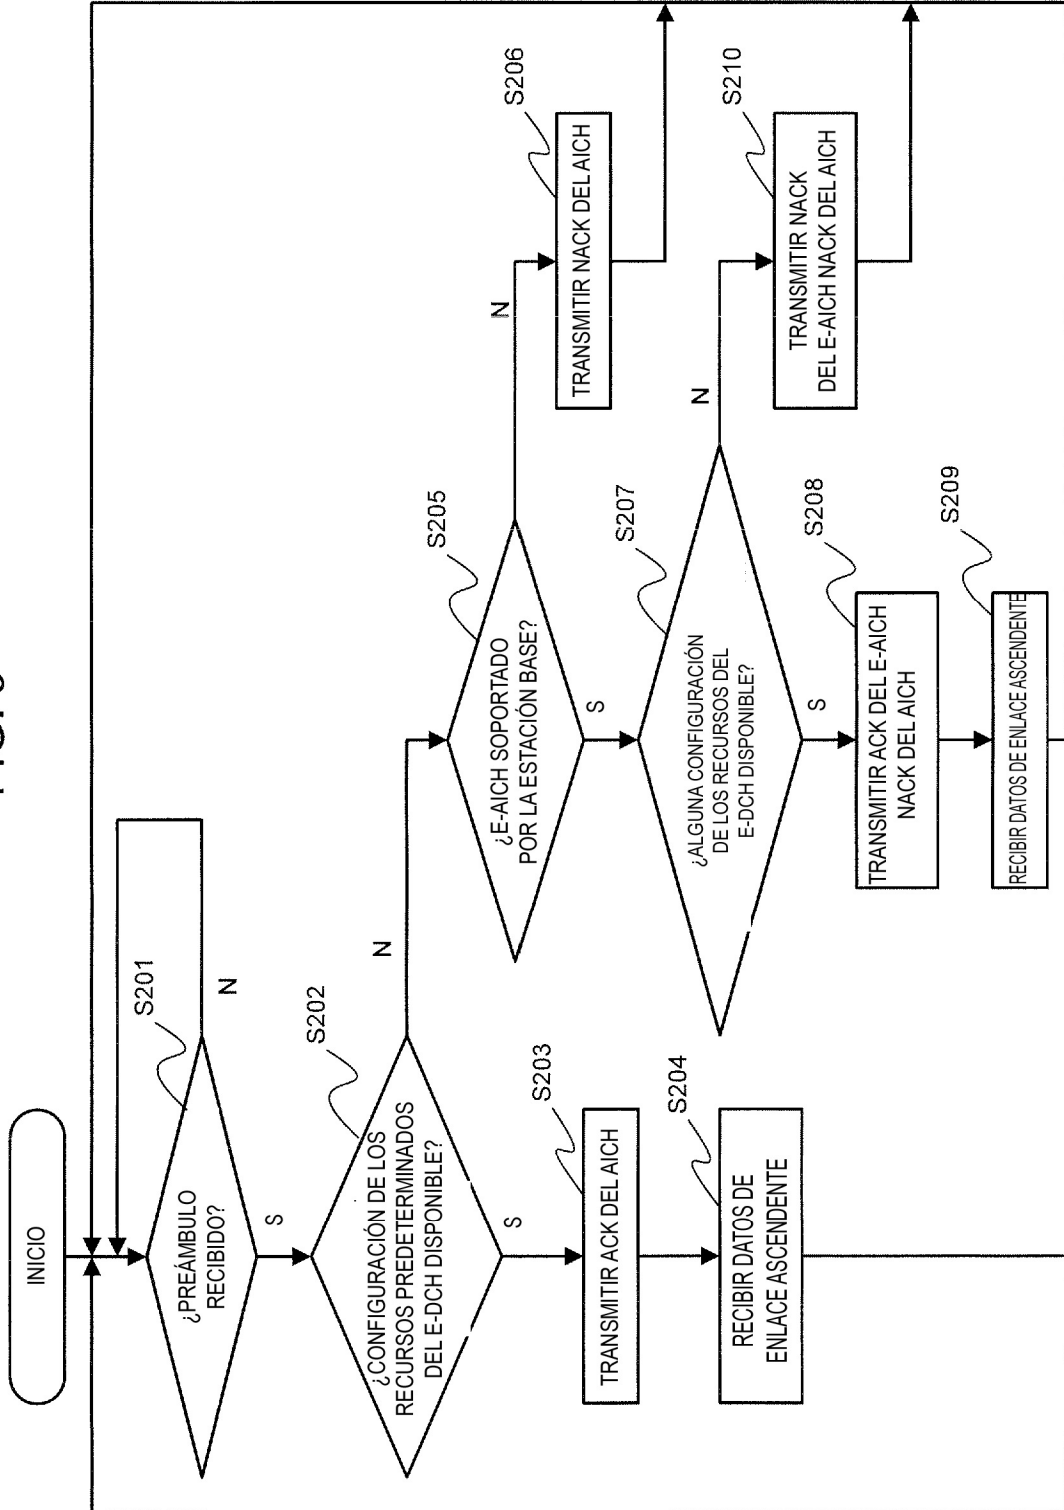 INICIO
¿PREÁMBULO
RECIBIDO?
S201
N
S
¿CONFIGURACIÓN DE LOS
RECURSOS PREDETERMINADOS
DEL E-DCH DISPONIBLE?
S202
N
S
TRANSMITIR ACK DEL AICH
S203
RECIBIR DATOS DE
ENLACE ASCENDENTE
S204
¿E-AICH SOPORTADO
POR LA ESTACIÓN BASE?
S205
N
S
TRANSMITIR NACK DEL AICH
S206
¿ALGUNA CONFIGURACIÓN
DE LOS RECURSOS DEL
E-DCH DISPONIBLE?
S207
N
S
TRANSMITIR ACK DEL E-AICH
NACK DEL AICH
S208
RECIBIR DATOS DE ENLACE ASCENDENTE
S209
TRANSMITIR NACK
DEL E-AICH NACK DEL AICH
S210